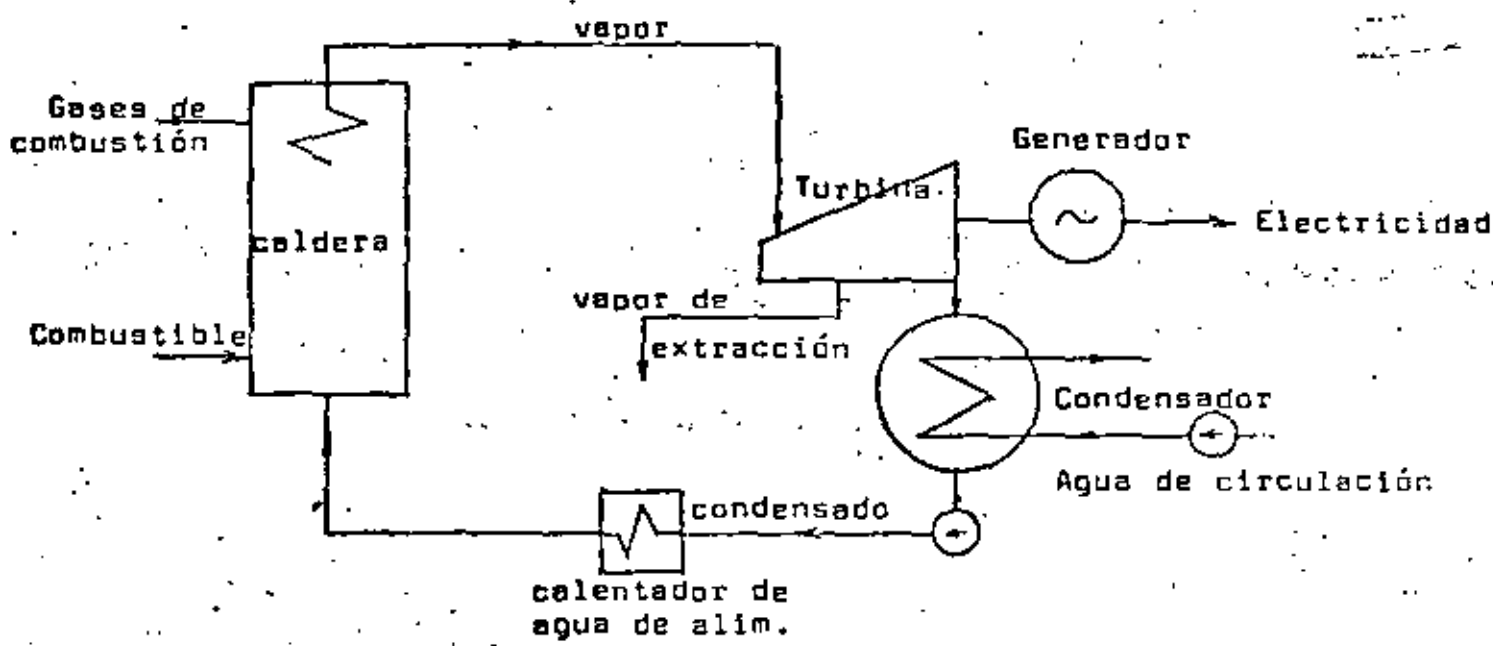 vapor
Gases de
combustión
Generador
Turbina
Electricidad
caldera
vapor de
extracción
Combustible
Condensador
Agua de circulación
condensado
calentador de
agua de alim.